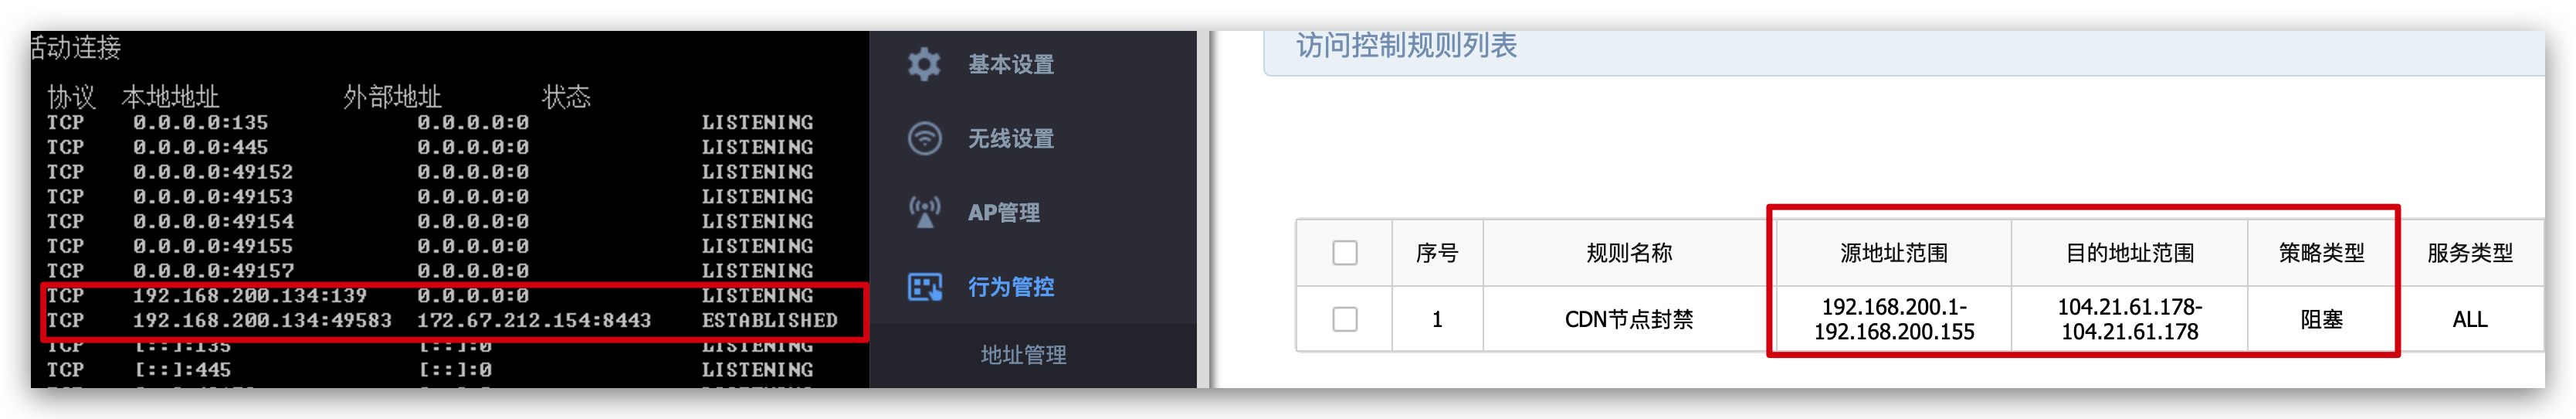 活动连接
协议 本地地址 外部地址 状态
TCP 0.0.0.0:135 0.0.0.0:0 LISTENING
TCP 0.0.0.0:445 0.0.0.0:0 LISTENING
TCP 0.0.0.0:49152 0.0.0.0:0 LISTENING
TCP 0.0.0.0:49153 0.0.0.0:0 LISTENING
TCP 0.0.0.0:49154 0.0.0.0:0 LISTENING
TCP 0.0.0.0:49155 0.0.0.0:0 LISTENING
TCP 0.0.0.0:49157 0.0.0.0:0 LISTENING
TCP 192.168.200.134:139 0.0.0.0:0 LISTENING
TCP 192.168.200.134:49583 172.67.212.154:8443 ESTABLISHED
TCP [::]:135 [::]:0 LISTENING
TCP [::]:445 [::]:0 LISTENING
基本设置
无线设置
AP管理
行为管控
地址管理
访问控制规则列表
序号 规则名称 源地址范围 目的地址范围 策略类型 服务类型
1 CDN节点封禁 192.168.200.1-192.168.200.155 104.21.61.178-104.21.61.178 阻塞 ALL